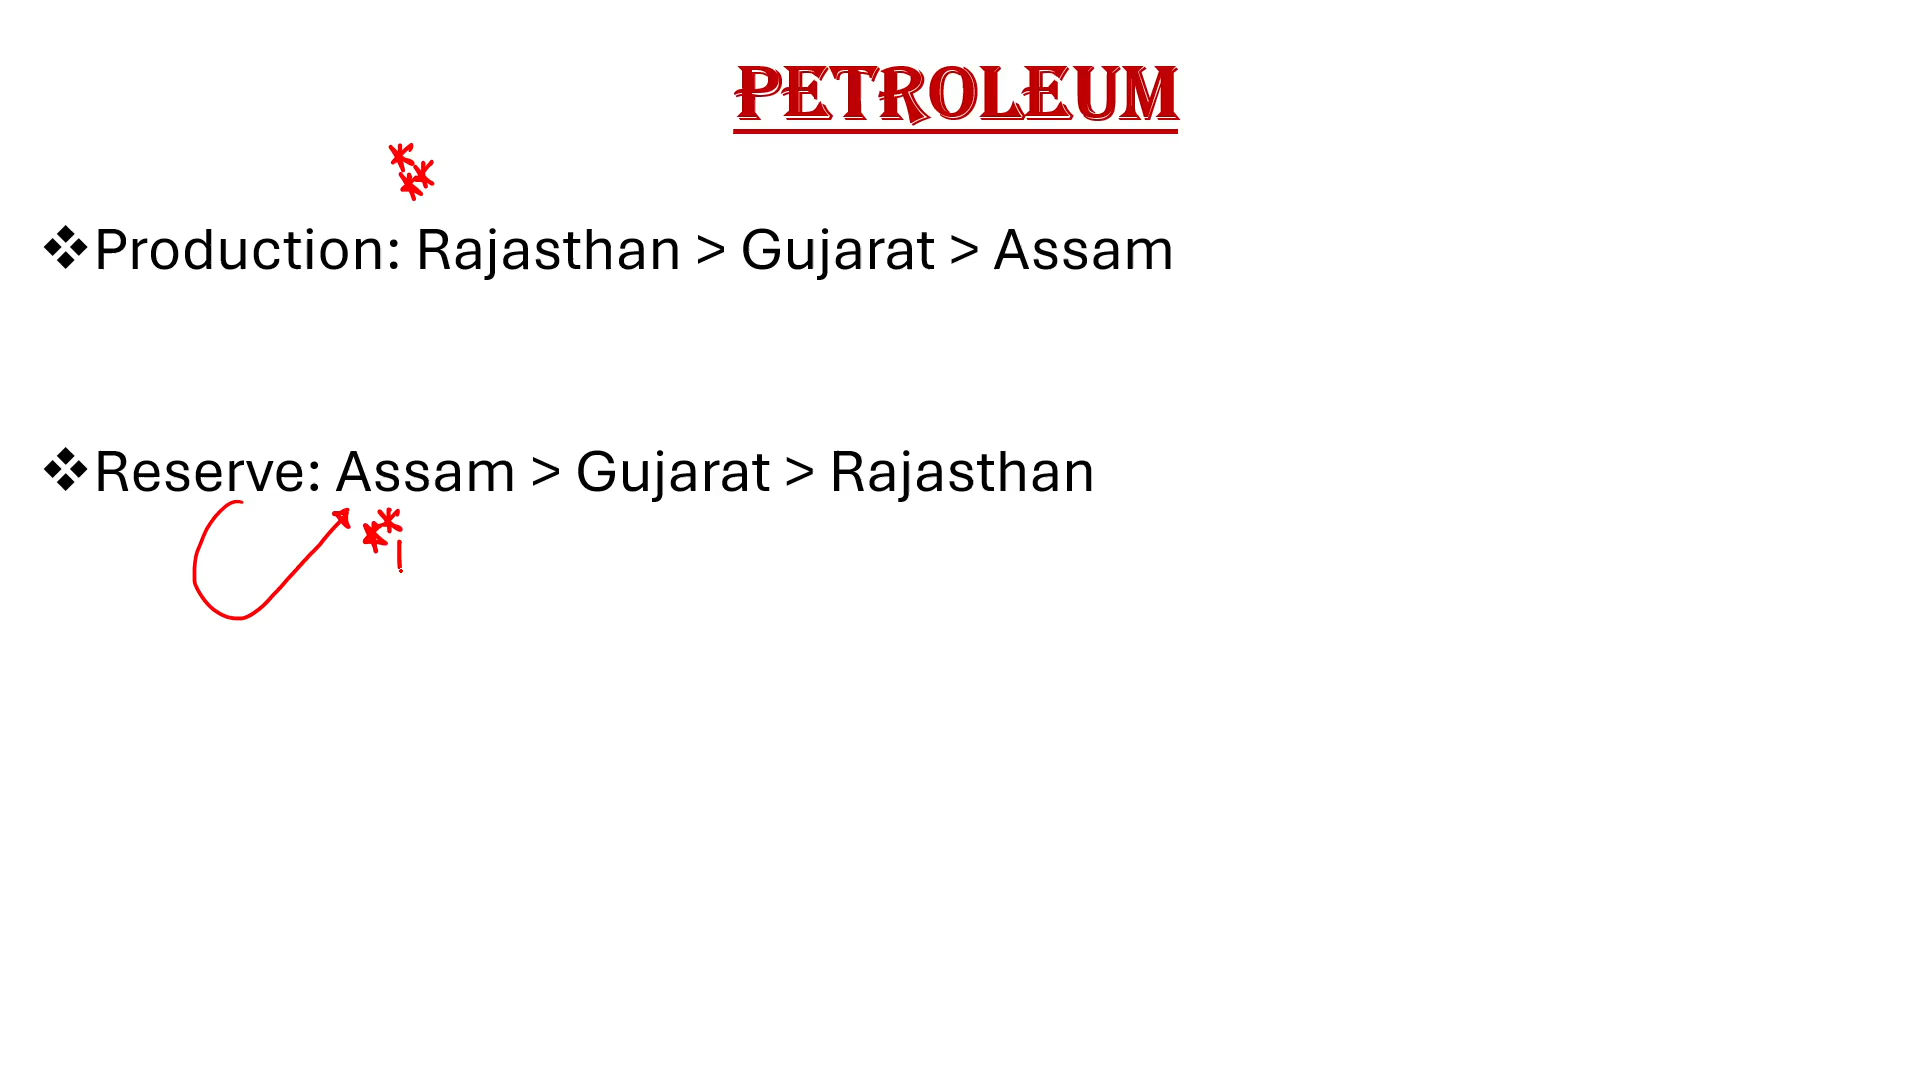 PETROLEUM
❖Production: Rajasthan > Gujarat > Assam
❖Reserve: Assam > Gujarat > Rajasthan